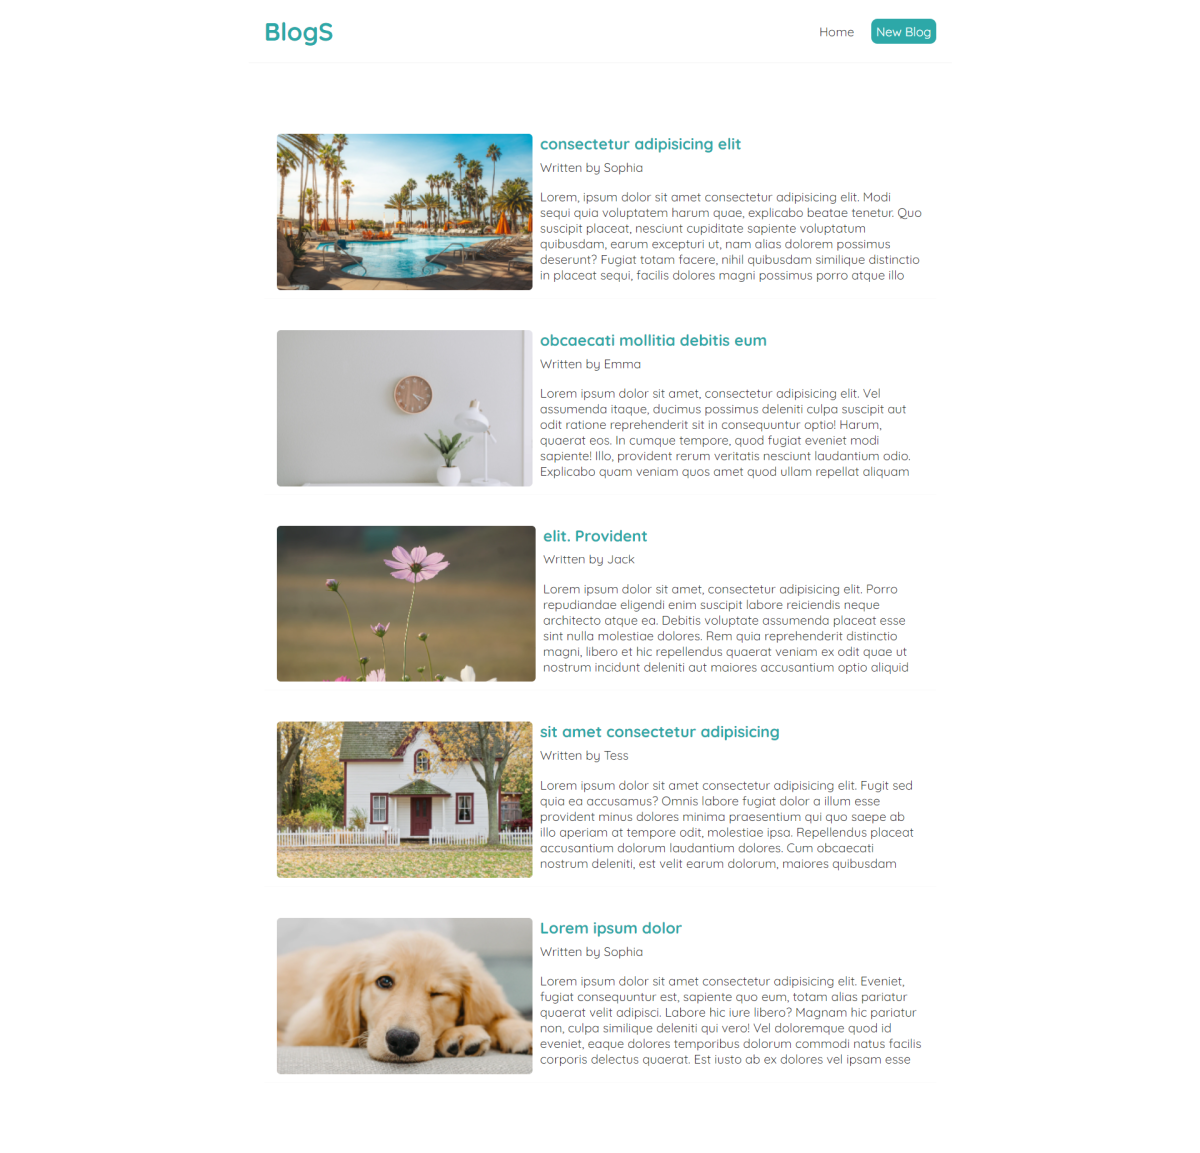 BlogS
Home
New Blog
consectetur adipisicing elit
Written by Sophia
Lorem, ipsum dolor sit amet consectetur adipisicing elit. Modi
sequi quia voluptatem harum quae, explicabo beatae tenetur. Quo
suscipit placeat, nesciunt cupiditate sapiente voluptatum
quibusdam, earum excepturi ut, nam alias dolorem possimus
deserunt? Fugiat totam facere, nihil quibusdam similique distinctio
in placeat sequi, facilis dolores magni possimus porro atque illo
obcaecati mollitia debitis eum
Written by Emma
Lorem ipsum dolor sit amet, consectetur adipisicing elit. Vel
assumenda itaque, ducimus possimus deleniti culpa suscipit aut
odit ratione reprehenderit sit in consequuntur optio! Harum,
quaerat eos. In cumque tempore, quod fugiat eveniet modi
sapiente! Illo, provident rerum veritatis nesciunt laudantium odio.
Explicabo quam veniam quos amet quod ullam repellat aliquam
elit. Provident
Written by Jack
Lorem ipsum dolor sit amet, consectetur adipisicing elit. Porro
repudiandae eligendi enim suscipit labore reiciendis neque
architecto atque ea. Debitis voluptate assumenda placeat esse
sint nulla molestiae dolores. Rem quia reprehenderit distinctio
magni, libero et hic repellendus quaerat veniam ex odit quae ut
nostrum incidunt deleniti aut maiores accusantium optio aliquid
sit amet consectetur adipisicing
Written by Tess
Lorem ipsum dolor sit amet consectetur adipisicing elit. Fugit sed
quia ea accusamus? Omnis labore fugiat dolor a illum esse
provident minus dolores minima praesentium qui quo saepe ab
illo aperiam at tempore odit, molestiae ipsa. Repellendus placeat
accusantium dolorum laudantium dolores. Cum obcaecati
nostrum deleniti, est velit earum dolorum, maiores quibusdam
Lorem ipsum dolor
Written by Sophia
Lorem ipsum dolor sit amet consectetur adipisicing elit. Eveniet,
fugiat consequuntur est, sapiente quo eum, totam alias pariatur
quaerat velit adipisci. Labore hic iure libero? Magnam hic pariatur
non, culpa similique deleniti qui vero! Vel doloremque quod id
eveniet, eaque dolores temporibus dolorum commodi natus facilis
corporis delectus quaerat. Est iusto ab ex dolores vel ipsam esse